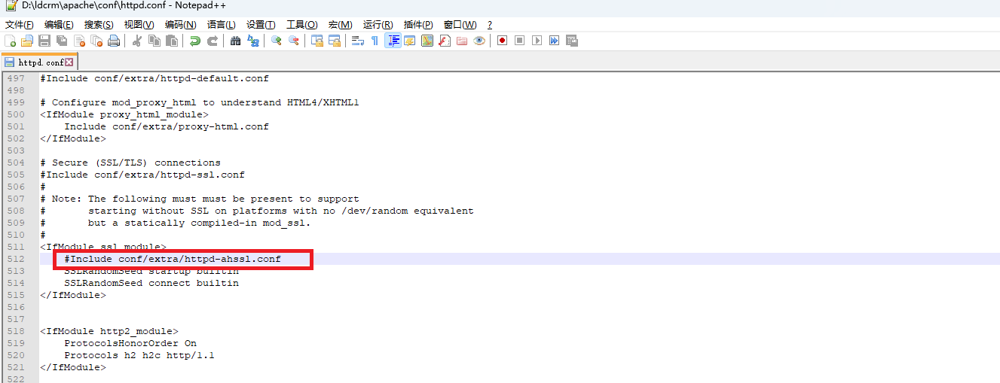 D:\ldcrm\apache\conf\httpd.conf - Notepad++
文件(F) 编辑(E) 搜索(S) 视图(V) 编码(N) 语言(L) 设置(T) 工具(O) 宏(M) 运行(R) 插件(P) 窗口(W) ?
httpd.conf
497 #Include conf/extra/httpd-default.conf
498
499 # Configure mod_proxy_html to understand HTML4/XHTML1
500 <IfModule proxy_html_module>
501 Include conf/extra/proxy-html.conf
502 </IfModule>
503
504 # Secure (SSL/TLS) connections
505 #Include conf/extra/httpd-ssl.conf
506 #
507 # Note: The following must must be present to support
508 # starting without SSL on platforms with no /dev/random equivalent
509 # but a statically compiled-in mod_ssl.
510 #
511 <IfModule ssl_module>
512 #Include conf/extra/httpd-ahssl.conf
513 SSLRandomSeed startup builtin
514 SSLRandomSeed connect builtin
515 </IfModule>
516
517
518 <IfModule http2_module>
519 ProtocolsHonorOrder On
520 Protocols h2 h2c http/1.1
521 </IfModule>
522